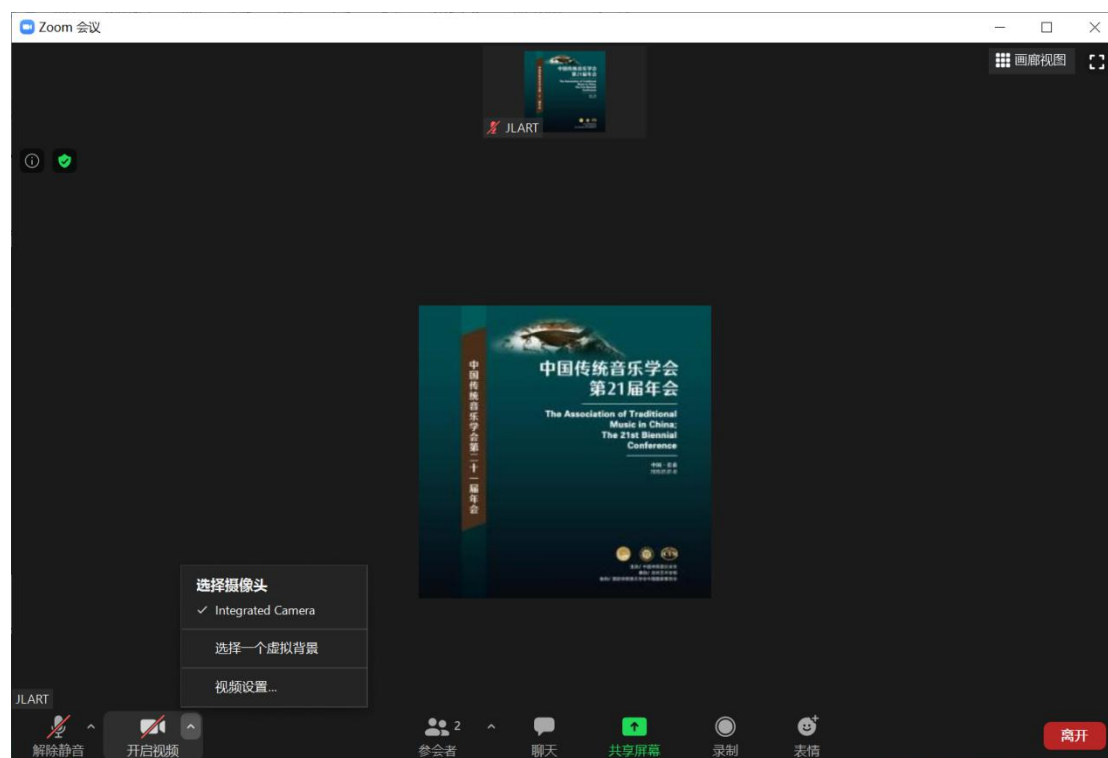 Zoom 会议
画廊视图
JLART
中国传统音乐学会第二十一届年会
中国传统音乐学会
第21届年会
The Association of Traditional
Music in China;
The 21st Biennial
Conference
选择摄像头
Integrated Camera
选择一个虚拟背景
视频设置...
JLART
解除静音
开启视频
2
参会者
聊天
共享屏幕
录制
表情
离开